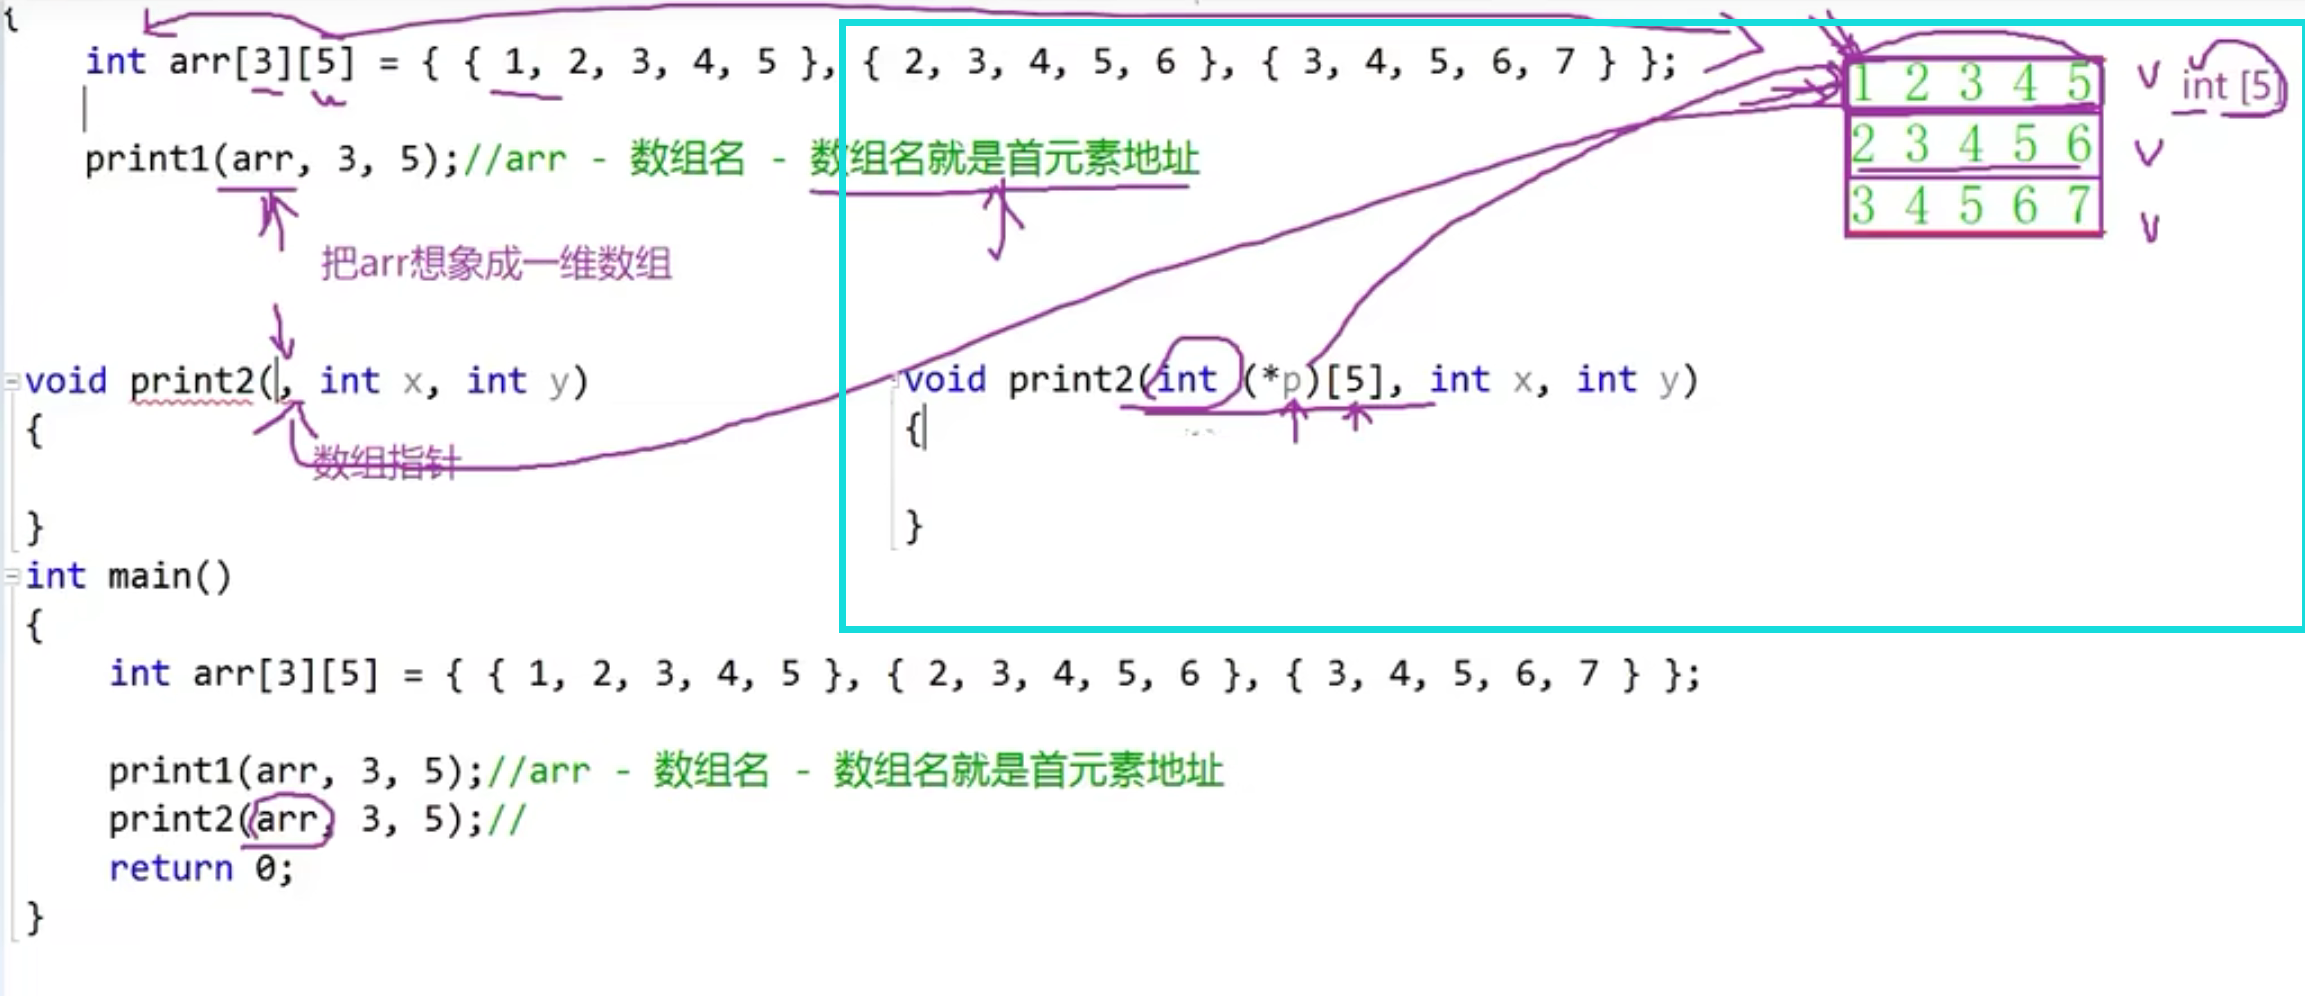 {
int arr[3][5] = { { 1, 2, 3, 4, 5 }, { 2, 3, 4, 5, 6 }, { 3, 4, 5, 6, 7 } };
1 2 3 4 5
int [5]
2 3 4 5 6
3 4 5 6 7
print1(arr, 3, 5);//arr - 数组名 - 数组名就是首元素地址
把arr想象成一维数组
void print2(, int x, int y)
{
数组指针
}
void print2(int (*p)[5], int x, int y)
{
}
int main()
{
int arr[3][5] = { { 1, 2, 3, 4, 5 }, { 2, 3, 4, 5, 6 }, { 3, 4, 5, 6, 7 } };
print1(arr, 3, 5);//arr - 数组名 - 数组名就是首元素地址
print2(arr, 3, 5);//
return 0;
}